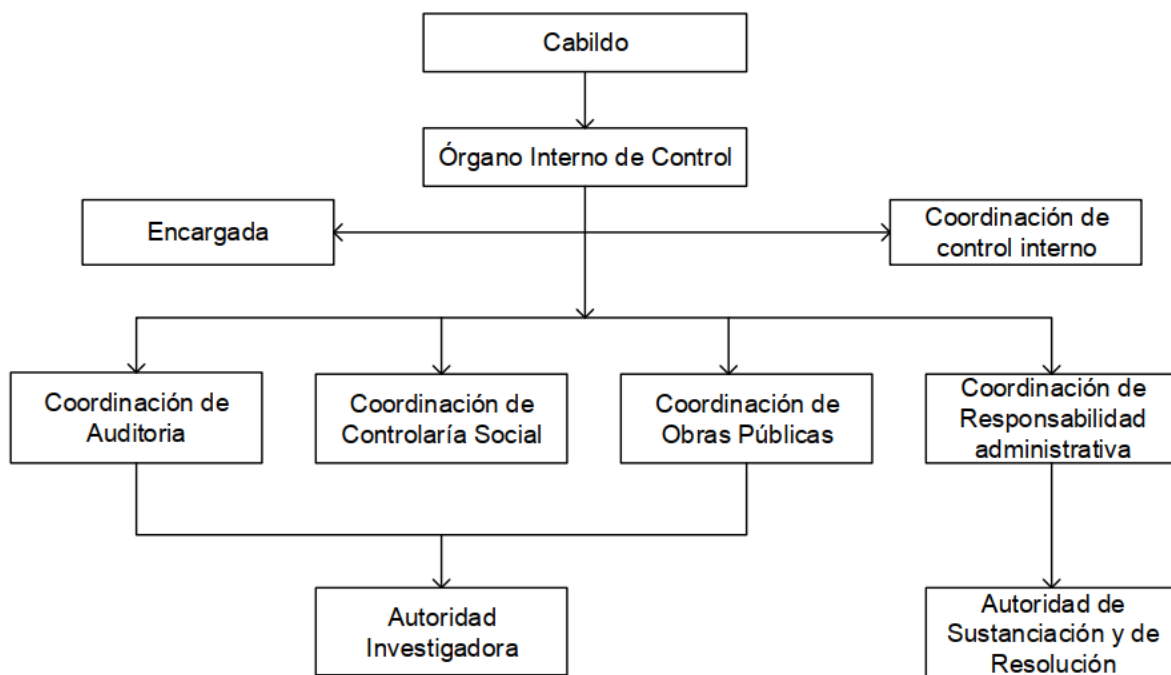 Cabildo
Órgano Interno de Control
Encargada
Coordinación de
control interno
Coordinación de
Auditoria
Coordinación de
Controlaría Social
Coordinación de
Obras Públicas
Coordinación de
Responsabilidad
administrativa
Autoridad
Investigadora
Autoridad de
Sustanciación y de
Resolución